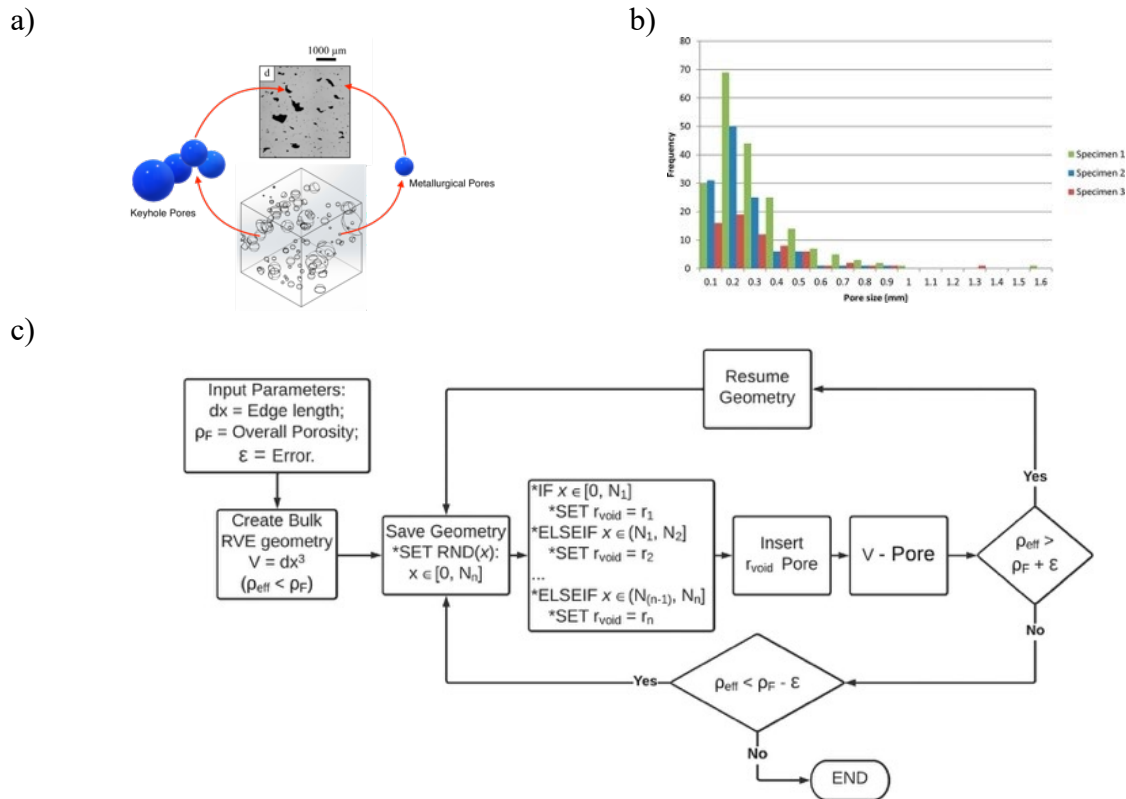 a)
1000 μm
d
Keyhole Pores
Metallurgical Pores
b)
80
70
60
50
40
30
20
10
0
Frequency
0.1 0.2 0.3 0.4 0.5 0.6 0.7 0.8 0.9 1 1.1 1.2 1.3 1.4 1.5 1.6
Pore size [mm]
Specimen 1
Specimen 2
Specimen 3
c)
Input Parameters:
dx = Edge length;
ρF = Overall Porosity;
ε = Error.
Create Bulk
RVE geometry
V = dx³
(ρeff < ρF)
Save Geometry
*SET RND(x):
x ∈ [0, Nn]
*IF x ∈ [0, N1]
*SET rvoid = r1
*ELSEIF x ∈ (N1, N2]
*SET rvoid = r2
...
*ELSEIF x ∈ (N(n-1), Nn]
*SET rvoid = rn
Insert
rvoid Pore
V - Pore
ρeff >
ρF + ε
Yes
Resume
Geometry
No
ρeff < ρF - ε
Yes
No
END